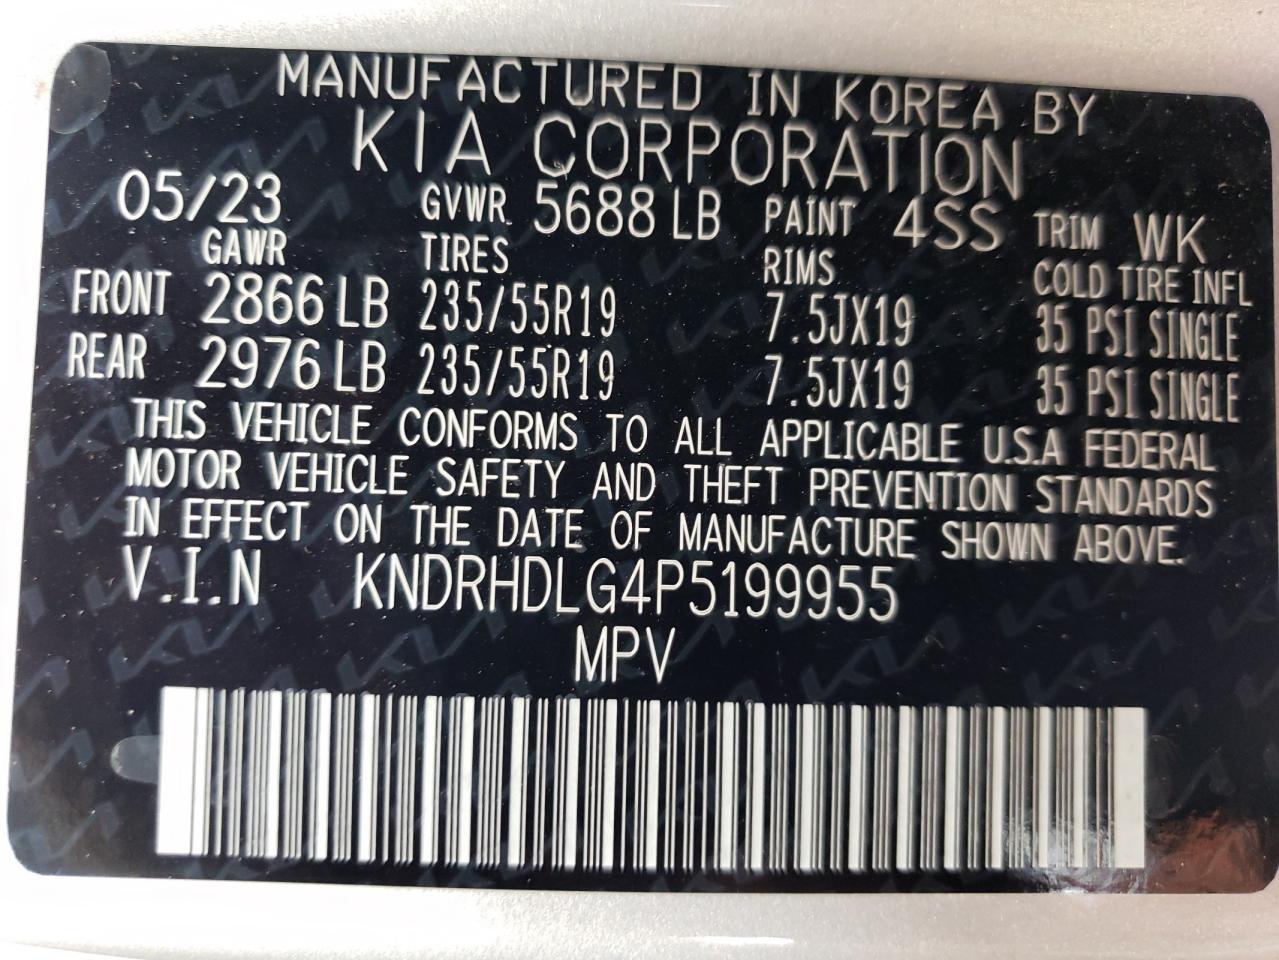 MANUFACTURED IN KOREA BY
KIA CORPORATION
05/23 GVWR 5688 LB PAINT 4SS TRIM WK
GAWR TIRES RIMS COLD TIRE INFL
FRONT 2866 LB 235/55R19 7.5JX19 35 PSI SINGLE
REAR 2976 LB 235/55R19 7.5JX19 35 PSI SINGLE
THIS VEHICLE CONFORMS TO ALL APPLICABLE U.S.A FEDERAL
MOTOR VEHICLE SAFETY AND THEFT PREVENTION STANDARDS
IN EFFECT ON THE DATE OF MANUFACTURE SHOWN ABOVE.
V.I.N KNDRHDLG4P5199955
MPV